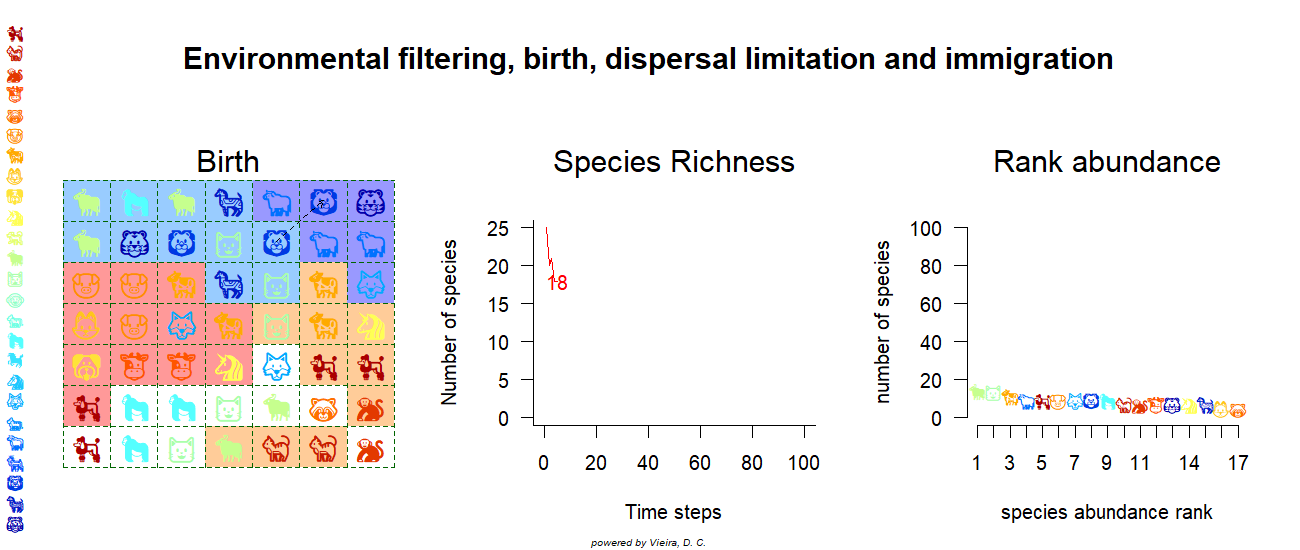 Environmental filtering, birth, dispersal limitation and immigration
Birth
Species Richness
Rank abundance
Number of species
25
20
15
10
5
0
18
0 20 40 60 80 100
Time steps
number of species
100
80
60
40
20
0
1 3 5 7 9 11 14 17
species abundance rank
powered by Vieira, D. C.